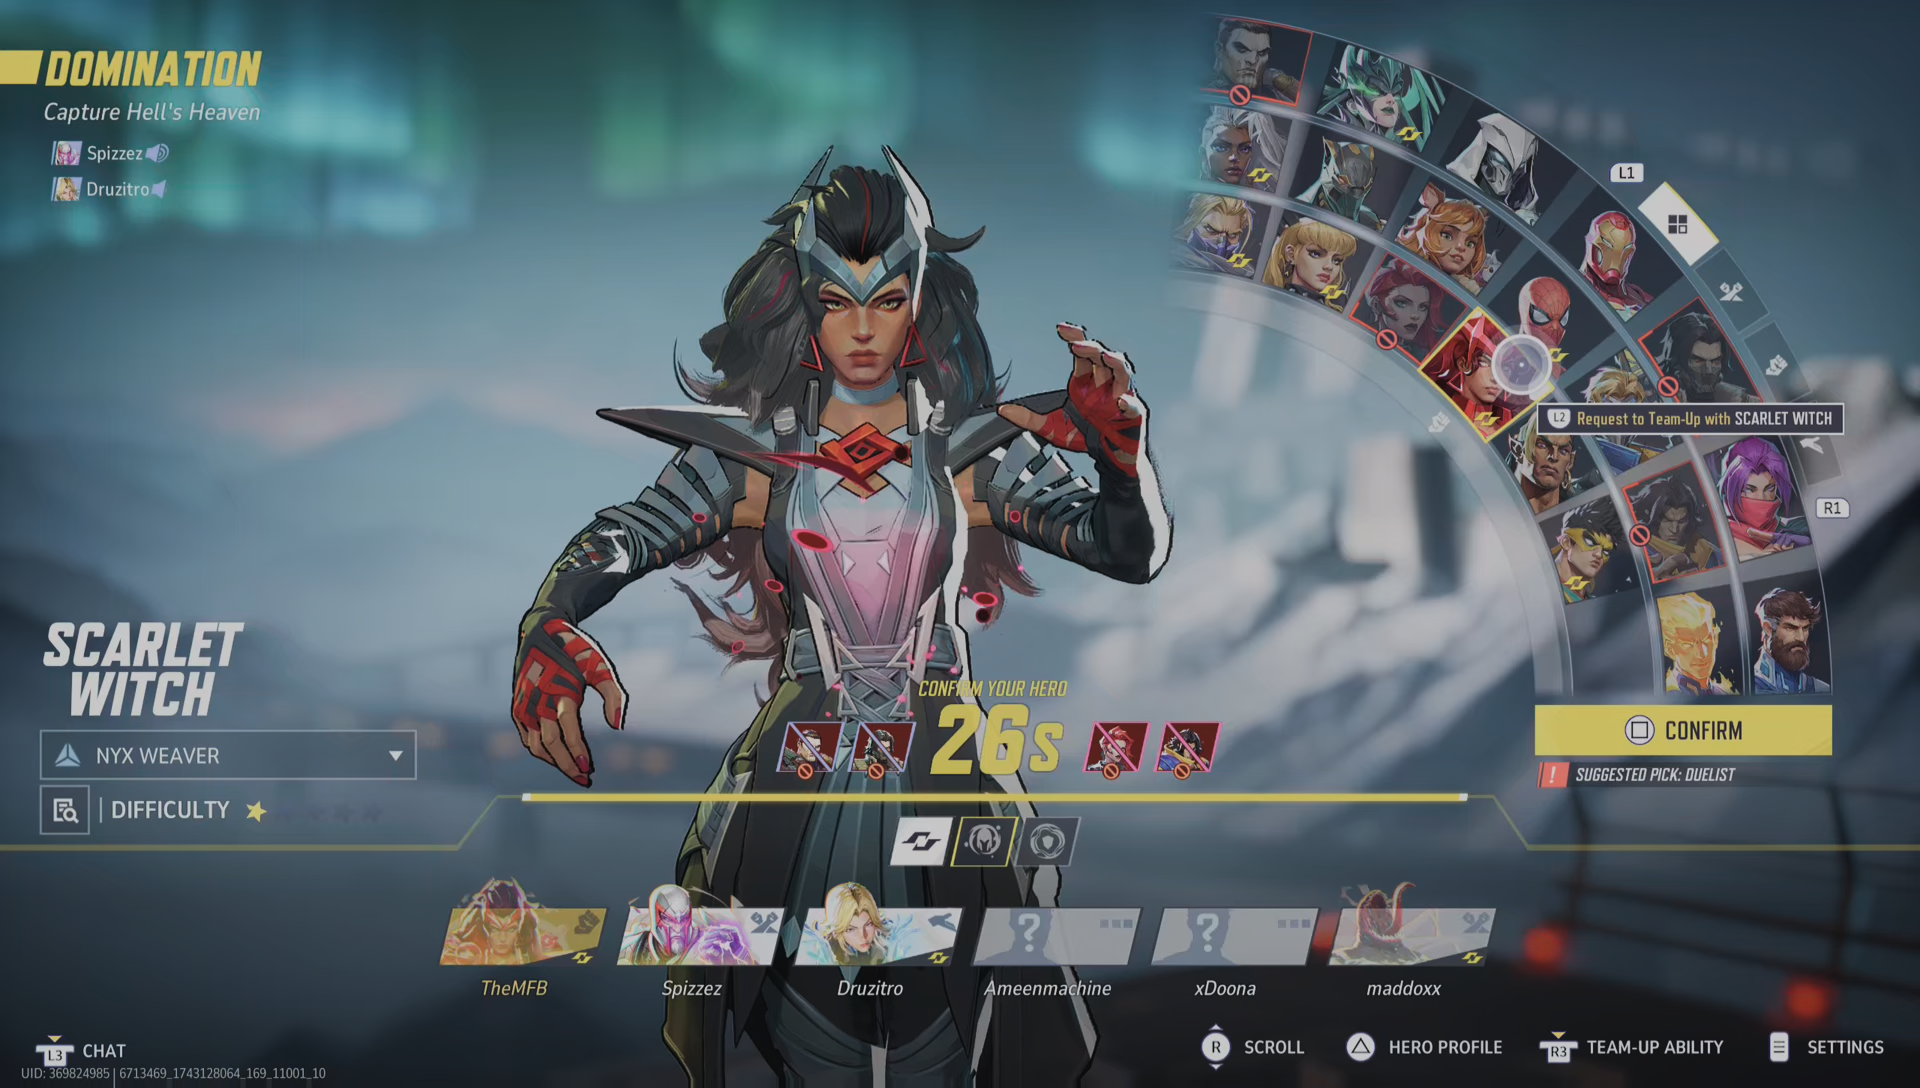 DOMINATION
Capture Hell's Heaven
Spizzez
Druzitro
L1
L2 Request to Team-Up with SCARLET WITCH
R1
SCARLET
WITCH
NYX WEAVER
DIFFICULTY
CONFIRM YOUR HERO
26s
CONFIRM
! SUGGESTED PICK: DUELIST
? ?
TheMFB Spizzez Druzitro Ameenmachine xDoona maddoxx
L3 CHAT
R SCROLL HERO PROFILE R3 TEAM-UP ABILITY SETTINGS
UID: 369824985 | 6713469_1743128064_169_11001_10